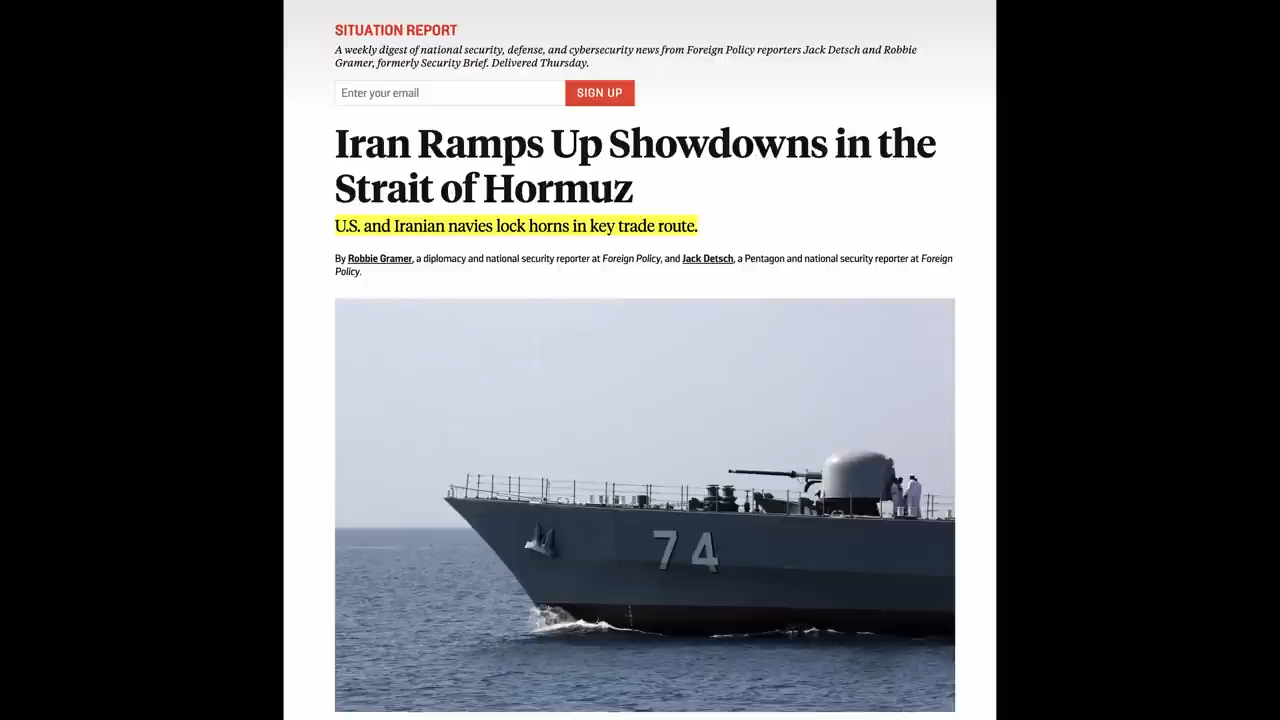 SITUATION REPORT
A weekly digest of national security, defense, and cybersecurity news from Foreign Policy reporters Jack Detsch and Robbie
Gramer, formerly Security Brief. Delivered Thursday.
Enter your email
SIGN UP
Iran Ramps Up Showdowns in the
Strait of Hormuz
U.S. and Iranian navies lock horns in key trade route.
By Robbie Gramer, a diplomacy and national security reporter at Foreign Policy, and Jack Detsch, a Pentagon and national security reporter at Foreign
Policy.
74